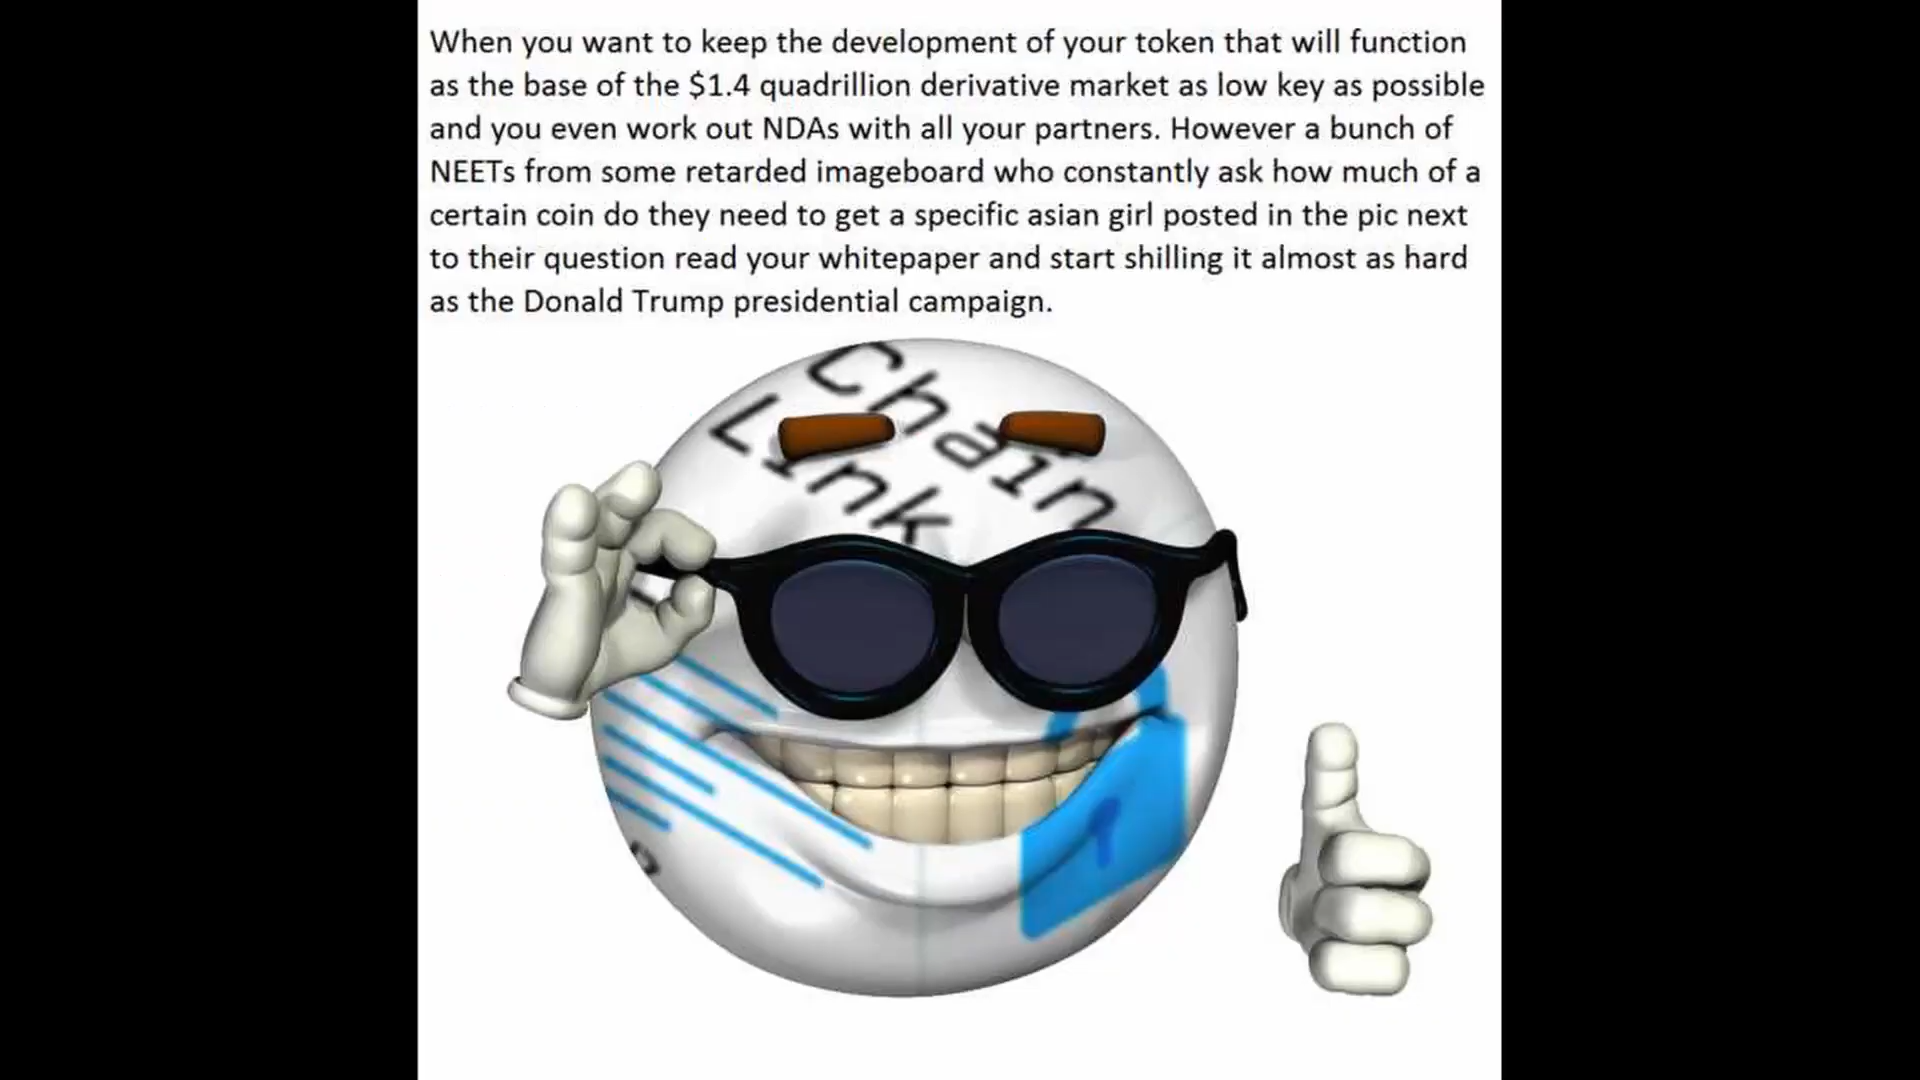 When you want to keep the development of your token that will function
as the base of the $1.4 quadrillion derivative market as low key as possible
and you even work out NDAs with all your partners. However a bunch of
NEETs from some retarded imageboard who constantly ask how much of a
certain coin do they need to get a specific asian girl posted in the pic next
to their question read your whitepaper and start shilling it almost as hard
as the Donald Trump presidential campaign.
Chain
Link